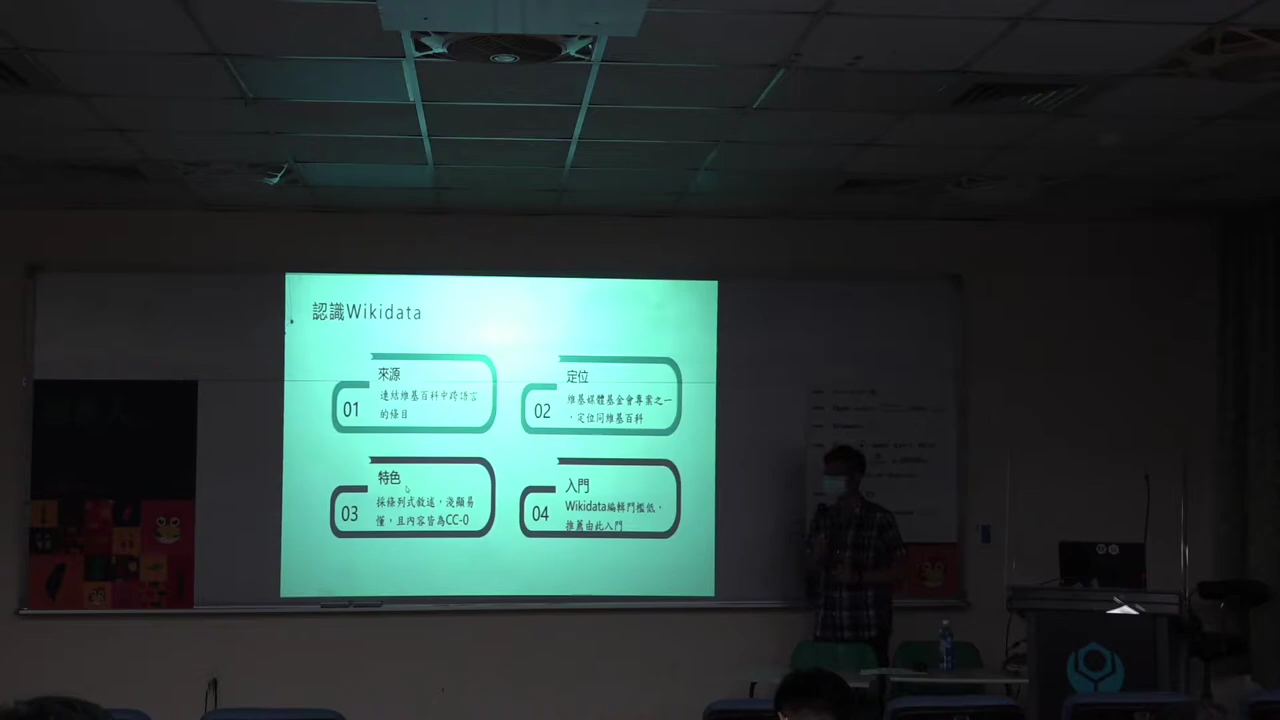 認識Wikidata
01
來源
連結維基百科中跨語言
的條目
02
定位
維基媒體基金會專案之一
，定位同維基百科
03
特色
採條列式敘述，淺顯易
懂，且內容皆為CC-0
04
入門
Wikidata編輯門檻低，
推薦由此入門